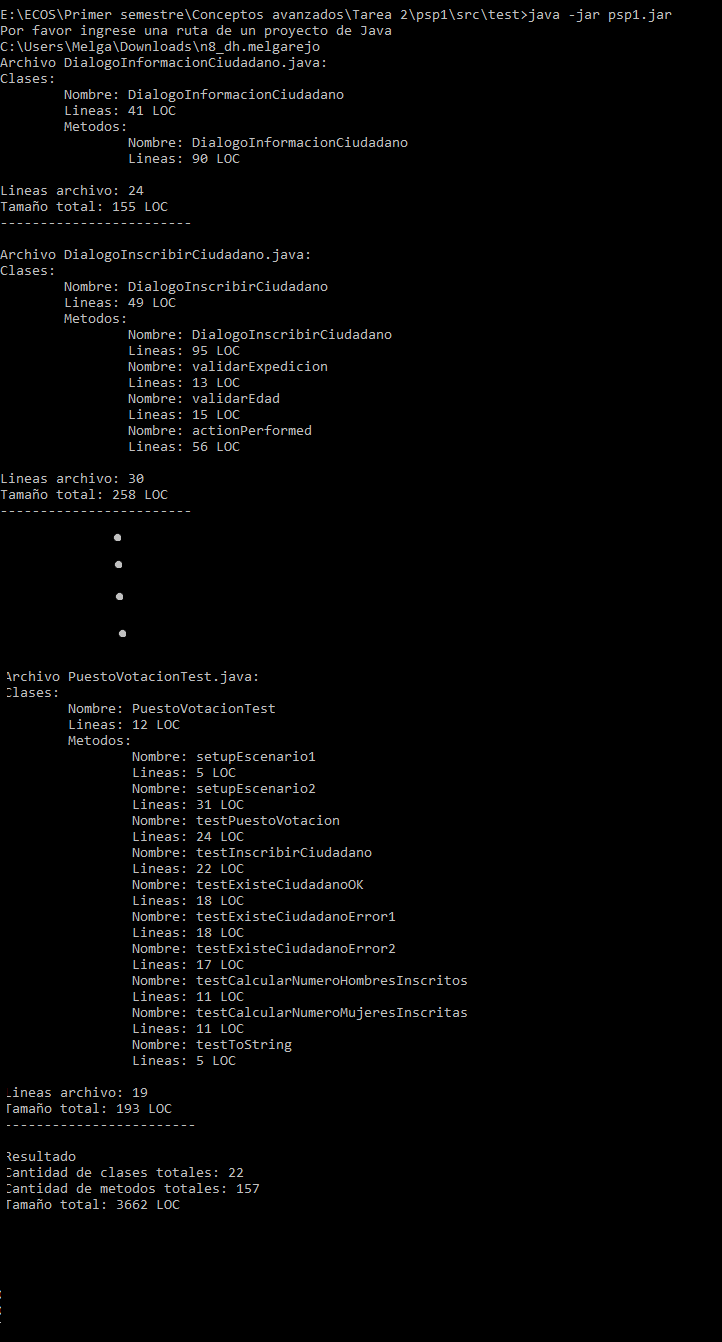 E:\ECOS\Primer semestre\Conceptos avanzados\Tarea 2\psp1\src\test>java -jar psp1.jar
Por favor ingrese una ruta de un proyecto de Java
C:\Users\Melga\Downloads\n8_dh.melgarejo
Archivo DialogoInformacionCiudadano.java:
Clases:
Nombre: DialogoInformacionCiudadano
Lineas: 41 LOC
Metodos:
Nombre: DialogoInformacionCiudadano
Lineas: 90 LOC
Lineas archivo: 24
Tamaño total: 155 LOC
------------------------
Archivo DialogoInscribirCiudadano.java:
Clases:
Nombre: DialogoInscribirCiudadano
Lineas: 49 LOC
Metodos:
Nombre: DialogoInscribirCiudadano
Lineas: 95 LOC
Nombre: validarExpedicion
Lineas: 13 LOC
Nombre: validarEdad
Lineas: 15 LOC
Nombre: actionPerformed
Lineas: 56 LOC
Lineas archivo: 30
Tamaño total: 258 LOC
------------------------
Archivo PuestoVotacionTest.java:
Clases:
Nombre: PuestoVotacionTest
Lineas: 12 LOC
Metodos:
Nombre: setupEscenario1
Lineas: 5 LOC
Nombre: setupEscenario2
Lineas: 31 LOC
Nombre: testPuestoVotacion
Lineas: 24 LOC
Nombre: testInscribirCiudadano
Lineas: 22 LOC
Nombre: testExisteCiudadanoOK
Lineas: 18 LOC
Nombre: testExisteCiudadanoError1
Lineas: 18 LOC
Nombre: testExisteCiudadanoError2
Lineas: 17 LOC
Nombre: testCalcularNumeroHombresInscritos
Lineas: 11 LOC
Nombre: testCalcularNumeroMujeresInscritas
Lineas: 11 LOC
Nombre: testToString
Lineas: 5 LOC
Lineas archivo: 19
Tamaño total: 193 LOC
------------------------
Resultado
Cantidad de clases totales: 22
Cantidad de metodos totales: 157
Tamaño total: 3662 LOC